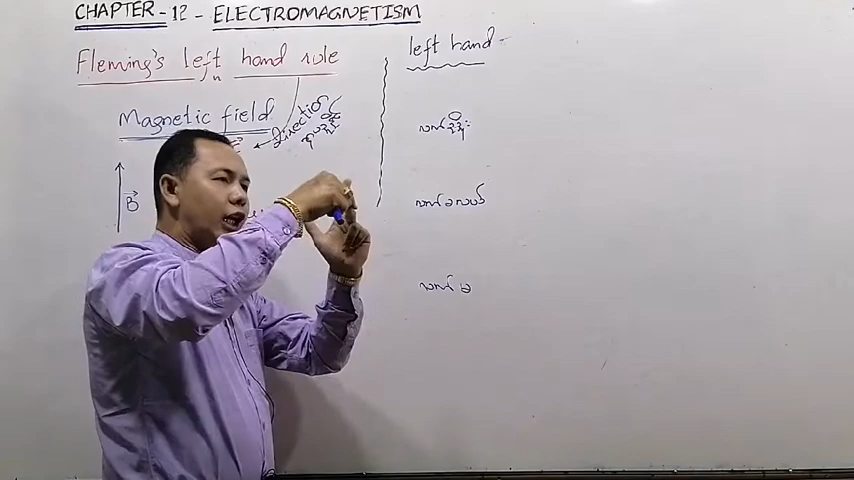 CHAPTER - 12 - ELECTROMAGNETISM
Fleming's left hand rule
Magnetic field
direction
B
left hand
လက်ညှိုး
လက်ခလယ်
လက်မ